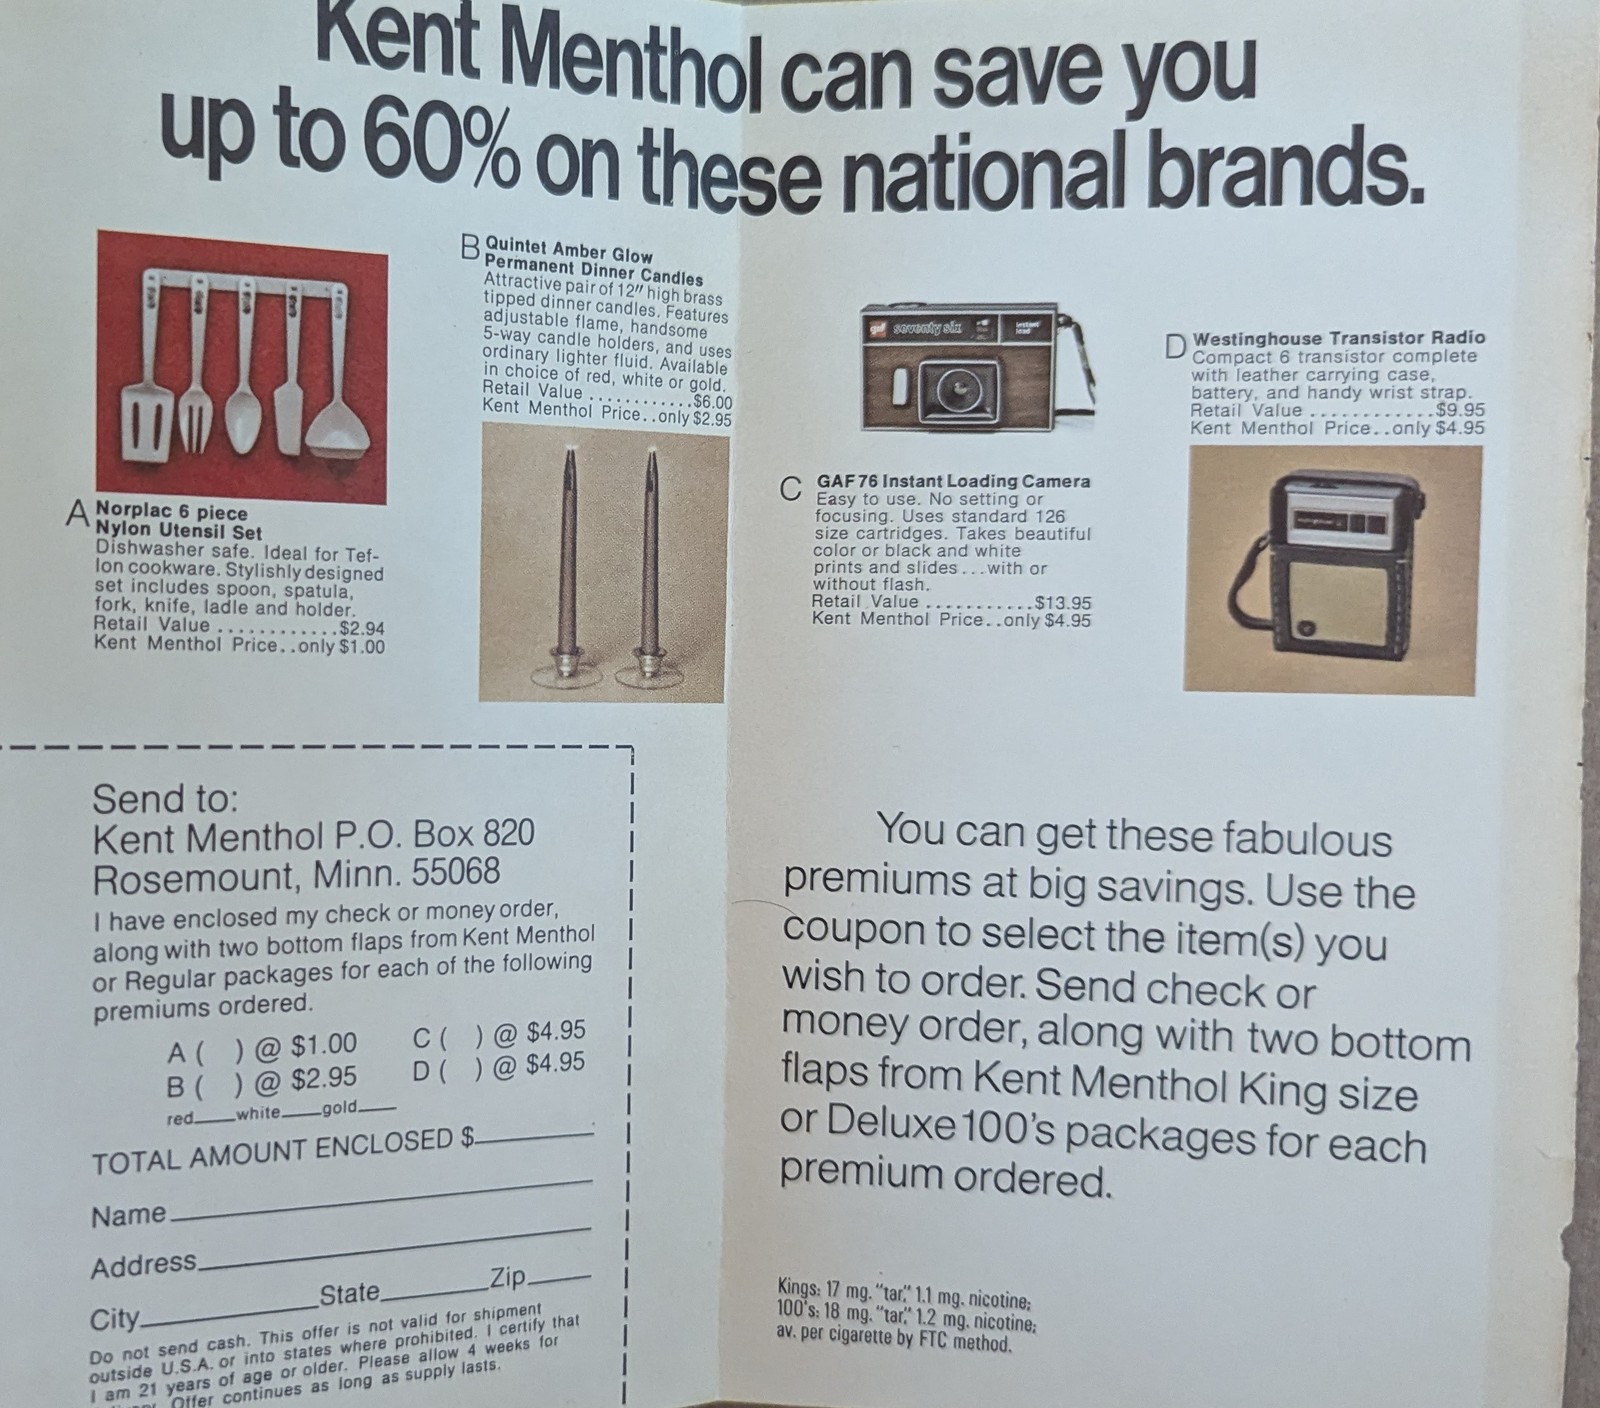 Kent Menthol can save you
up to 60% on these national brands.
A Norplac 6 piece
Nylon Utensil Set
Dishwasher safe. Ideal for Tef-
lon cookware. Stylishly designed
set includes spoon, spatula,
fork, knife, ladle and holder.
Retail Value ............$2.94
Kent Menthol Price..only $1.00
B Quintet Amber Glow
Permanent Dinner Candles
Attractive pair of 12″ high brass
tipped dinner candles. Features
adjustable flame, handsome
5-way candle holders, and uses
ordinary lighter fluid. Available
in choice of red, white or gold.
Retail Value ............$6.00
Kent Menthol Price..only $2.95
gaf seventy six instant
load
C GAF 76 Instant Loading Camera
Easy to use. No setting or
focusing. Uses standard 126
size cartridges. Takes beautiful
color or black and white
prints and slides...with or
without flash.
Retail Value ...........$13.95
Kent Menthol Price..only $4.95
D Westinghouse Transistor Radio
Compact 6 transistor complete
with leather carrying case,
battery, and handy wrist strap.
Retail Value ............$9.95
Kent Menthol Price..only $4.95
Send to:
Kent Menthol P.O. Box 820
Rosemount, Minn. 55068
I have enclosed my check or money order,
along with two bottom flaps from Kent Menthol
or Regular packages for each of the following
premiums ordered.
A ( ) @ $1.00 C ( ) @ $4.95
B ( ) @ $2.95 D ( ) @ $4.95
red____white____gold____
TOTAL AMOUNT ENCLOSED $____
Name____
Address____
City____State____Zip____
Do not send cash. This offer is not valid for shipment
outside U.S.A. or into states where prohibited. I certify that
I am 21 years of age or older. Please allow 4 weeks for
Offer continues as long as supply lasts.
You can get these fabulous
premiums at big savings. Use the
coupon to select the item(s) you
wish to order. Send check or
money order, along with two bottom
flaps from Kent Menthol King size
or Deluxe 100's packages for each
premium ordered.
Kings: 17 mg. "tar," 1.1 mg. nicotine;
100's: 18 mg. "tar," 1.2 mg. nicotine;
av. per cigarette by FTC method.